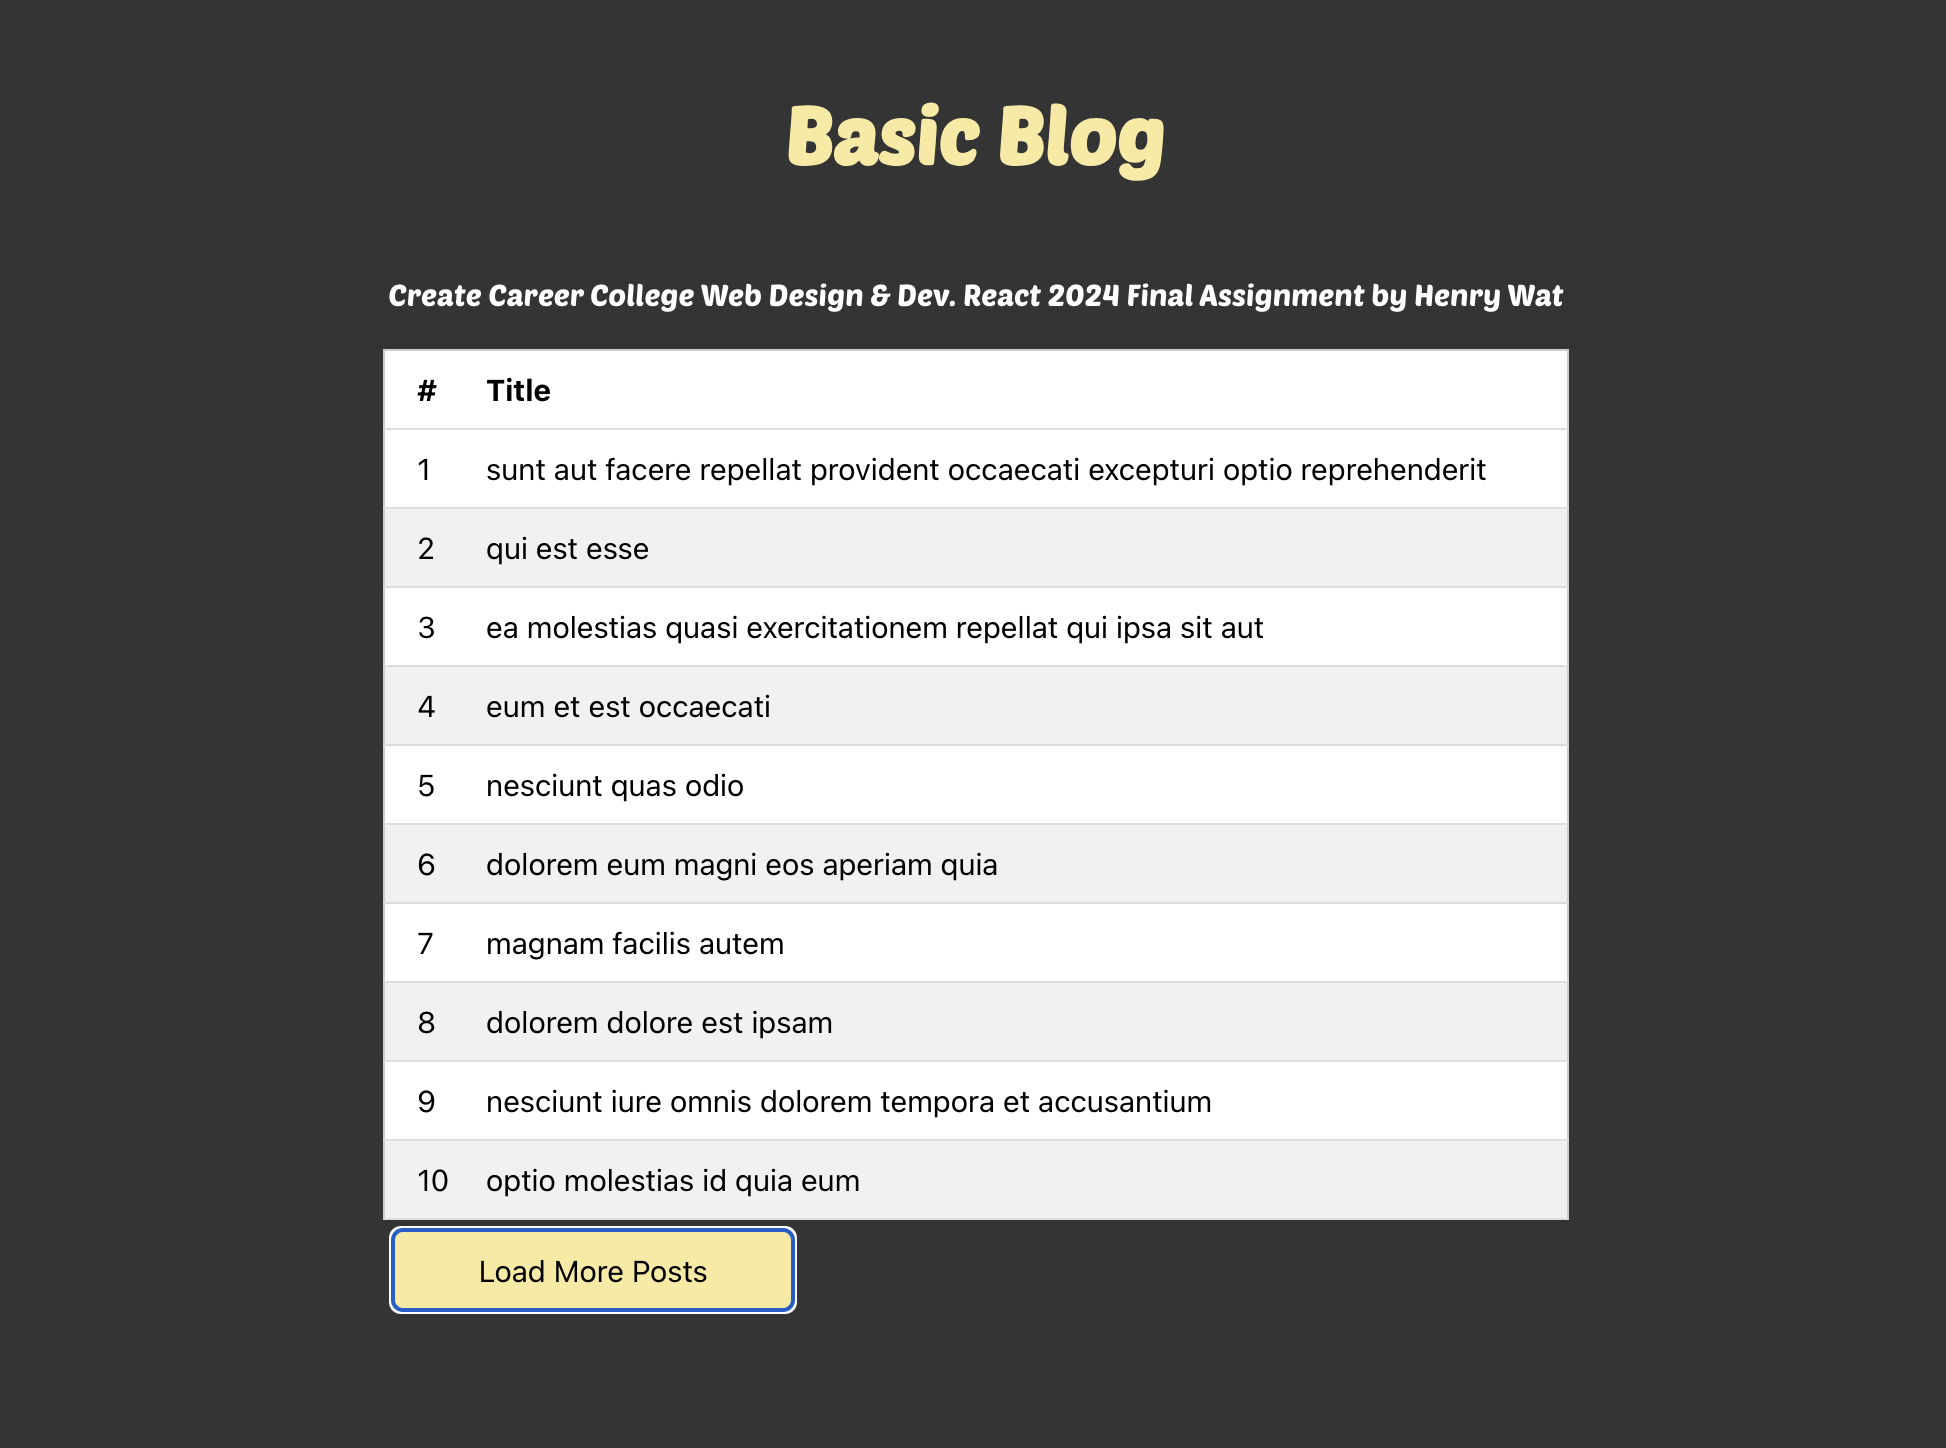 Basic Blog
Create Career College Web Design & Dev. React 2024 Final Assignment by Henry Wat
# Title
1 sunt aut facere repellat provident occaecati excepturi optio reprehenderit
2 qui est esse
3 ea molestias quasi exercitationem repellat qui ipsa sit aut
4 eum et est occaecati
5 nesciunt quas odio
6 dolorem eum magni eos aperiam quia
7 magnam facilis autem
8 dolorem dolore est ipsam
9 nesciunt iure omnis dolorem tempora et accusantium
10 optio molestias id quia eum
Load More Posts